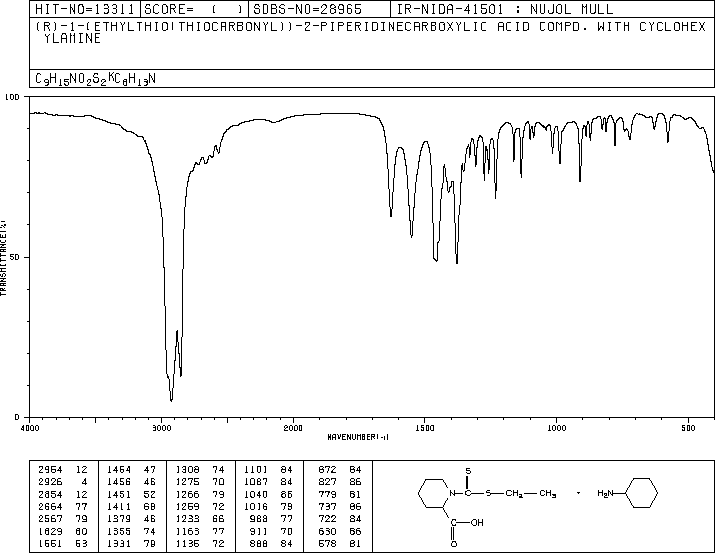 HIT-NO=13311 SCORE= ( ) SDBS-NO=28965 IR-NIDA-41501 : NUJOL MULL
(R)-1-(ETHYLTHIO(THIOCARBONYL))-2-PIPERIDINECARBOXYLIC ACID COMPD. WITH CYCLOHEX
YLAMINE
C9H15NO2S2*C6H13N
100
50
0
TRANSMITTANCE(%)
4000 3000 2000 1500 1000 500
WAVENUMBER(-1)
2954 12 1464 47 1308 74 1101 84 872 84
2926 4 1456 46 1275 70 1087 84 827 86
2854 12 1451 52 1266 79 1040 86 779 81
2664 77 1411 68 1259 72 1016 79 737 86
2567 79 1379 46 1233 66 988 77 722 84
1629 60 1355 74 1163 77 911 70 630 86
1551 53 1331 79 1135 72 888 84 578 81
S
N C S CH2 CH3 · H2N
C OH
O